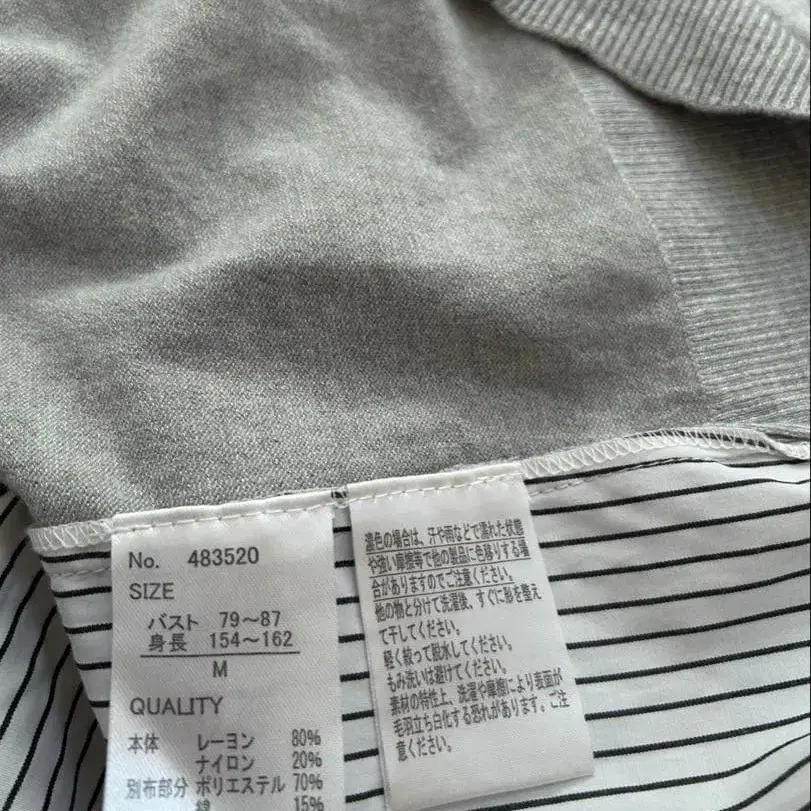 No. 483520
SIZE
バスト 79～87
身長 154～162
M
QUALITY
本体 レーヨン 80%
ナイロン 20%
別布部分 ポリエステル 70%
綿 15%
濃色の場合は、汗や雨などで濡れた状態
や強い摩擦等で他の製品に色移りする場
合がありますのでご注意ください。
他の物と分けて洗濯後、すぐに形を整え
て干してください。
軽く絞って脱水してください。
もみ洗いは避けてください。
素材の特性上、洗濯や摩擦により表面が
毛羽立ち白化する恐れがあります。ご注
意ください。